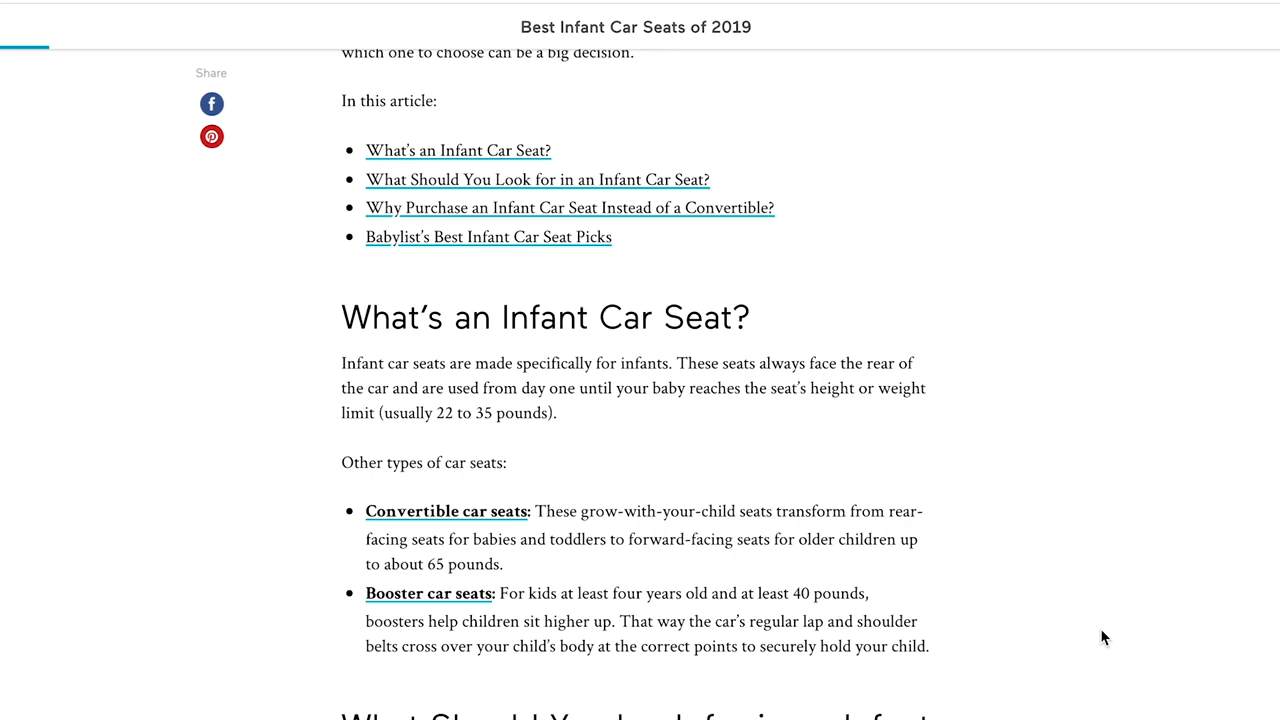 Best Infant Car Seats of 2019
which one to choose can be a big decision.
Share
In this article:
What’s an Infant Car Seat?
What Should You Look for in an Infant Car Seat?
Why Purchase an Infant Car Seat Instead of a Convertible?
Babylist’s Best Infant Car Seat Picks
What’s an Infant Car Seat?
Infant car seats are made specifically for infants. These seats always face the rear of
the car and are used from day one until your baby reaches the seat’s height or weight
limit (usually 22 to 35 pounds).
Other types of car seats:
Convertible car seats: These grow-with-your-child seats transform from rear-
facing seats for babies and toddlers to forward-facing seats for older children up
to about 65 pounds.
Booster car seats: For kids at least four years old and at least 40 pounds,
boosters help children sit higher up. That way the car’s regular lap and shoulder
belts cross over your child’s body at the correct points to securely hold your child.
What Should You Look for in an Infant